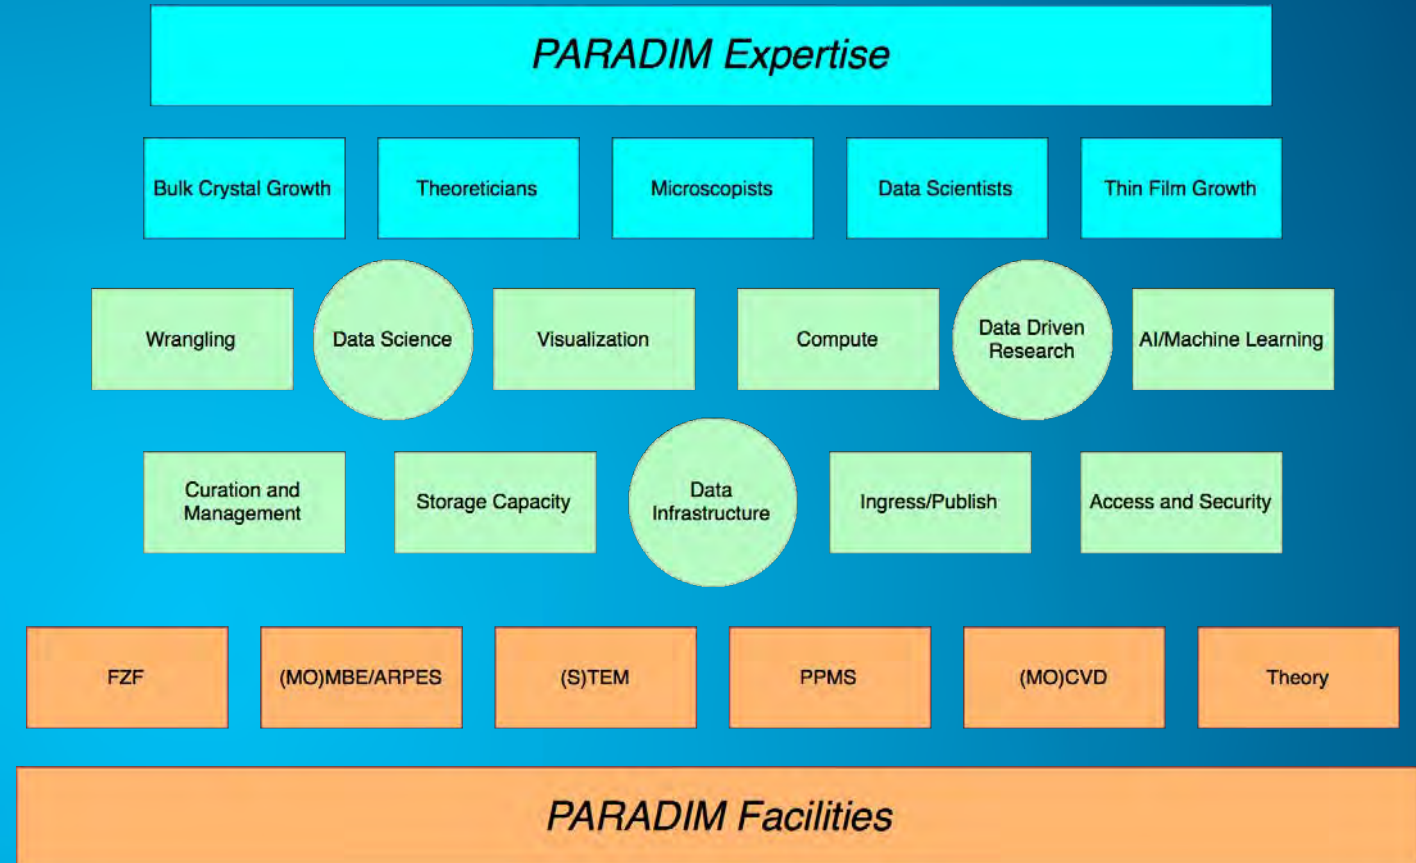 PARADIM Expertise
Bulk Crystal Growth
Theoreticians
Microscopists
Data Scientists
Thin Film Growth
Wrangling
Data Science
Visualization
Compute
Data Driven
Research
AI/Machine Learning
Curation and
Management
Storage Capacity
Data
Infrastructure
Ingress/Publish
Access and Security
FZF
(MO)MBE/ARPES
(S)TEM
PPMS
(MO)CVD
Theory
PARADIM Facilities